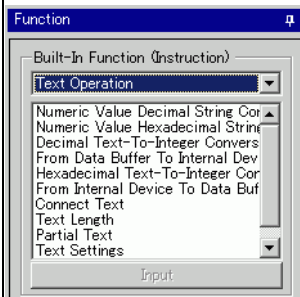 Function
Built-In Function (Instruction)
Text Operation
Numeric Value Decimal String Cor
Numeric Value Hexadecimal String
Decimal Text-To-Integer Convers
From Data Buffer To Internal Dev
Hexadecimal Text-To-Integer Cor
From Internal Device To Data Buf
Connect Text
Text Length
Partial Text
Text Settings
Input